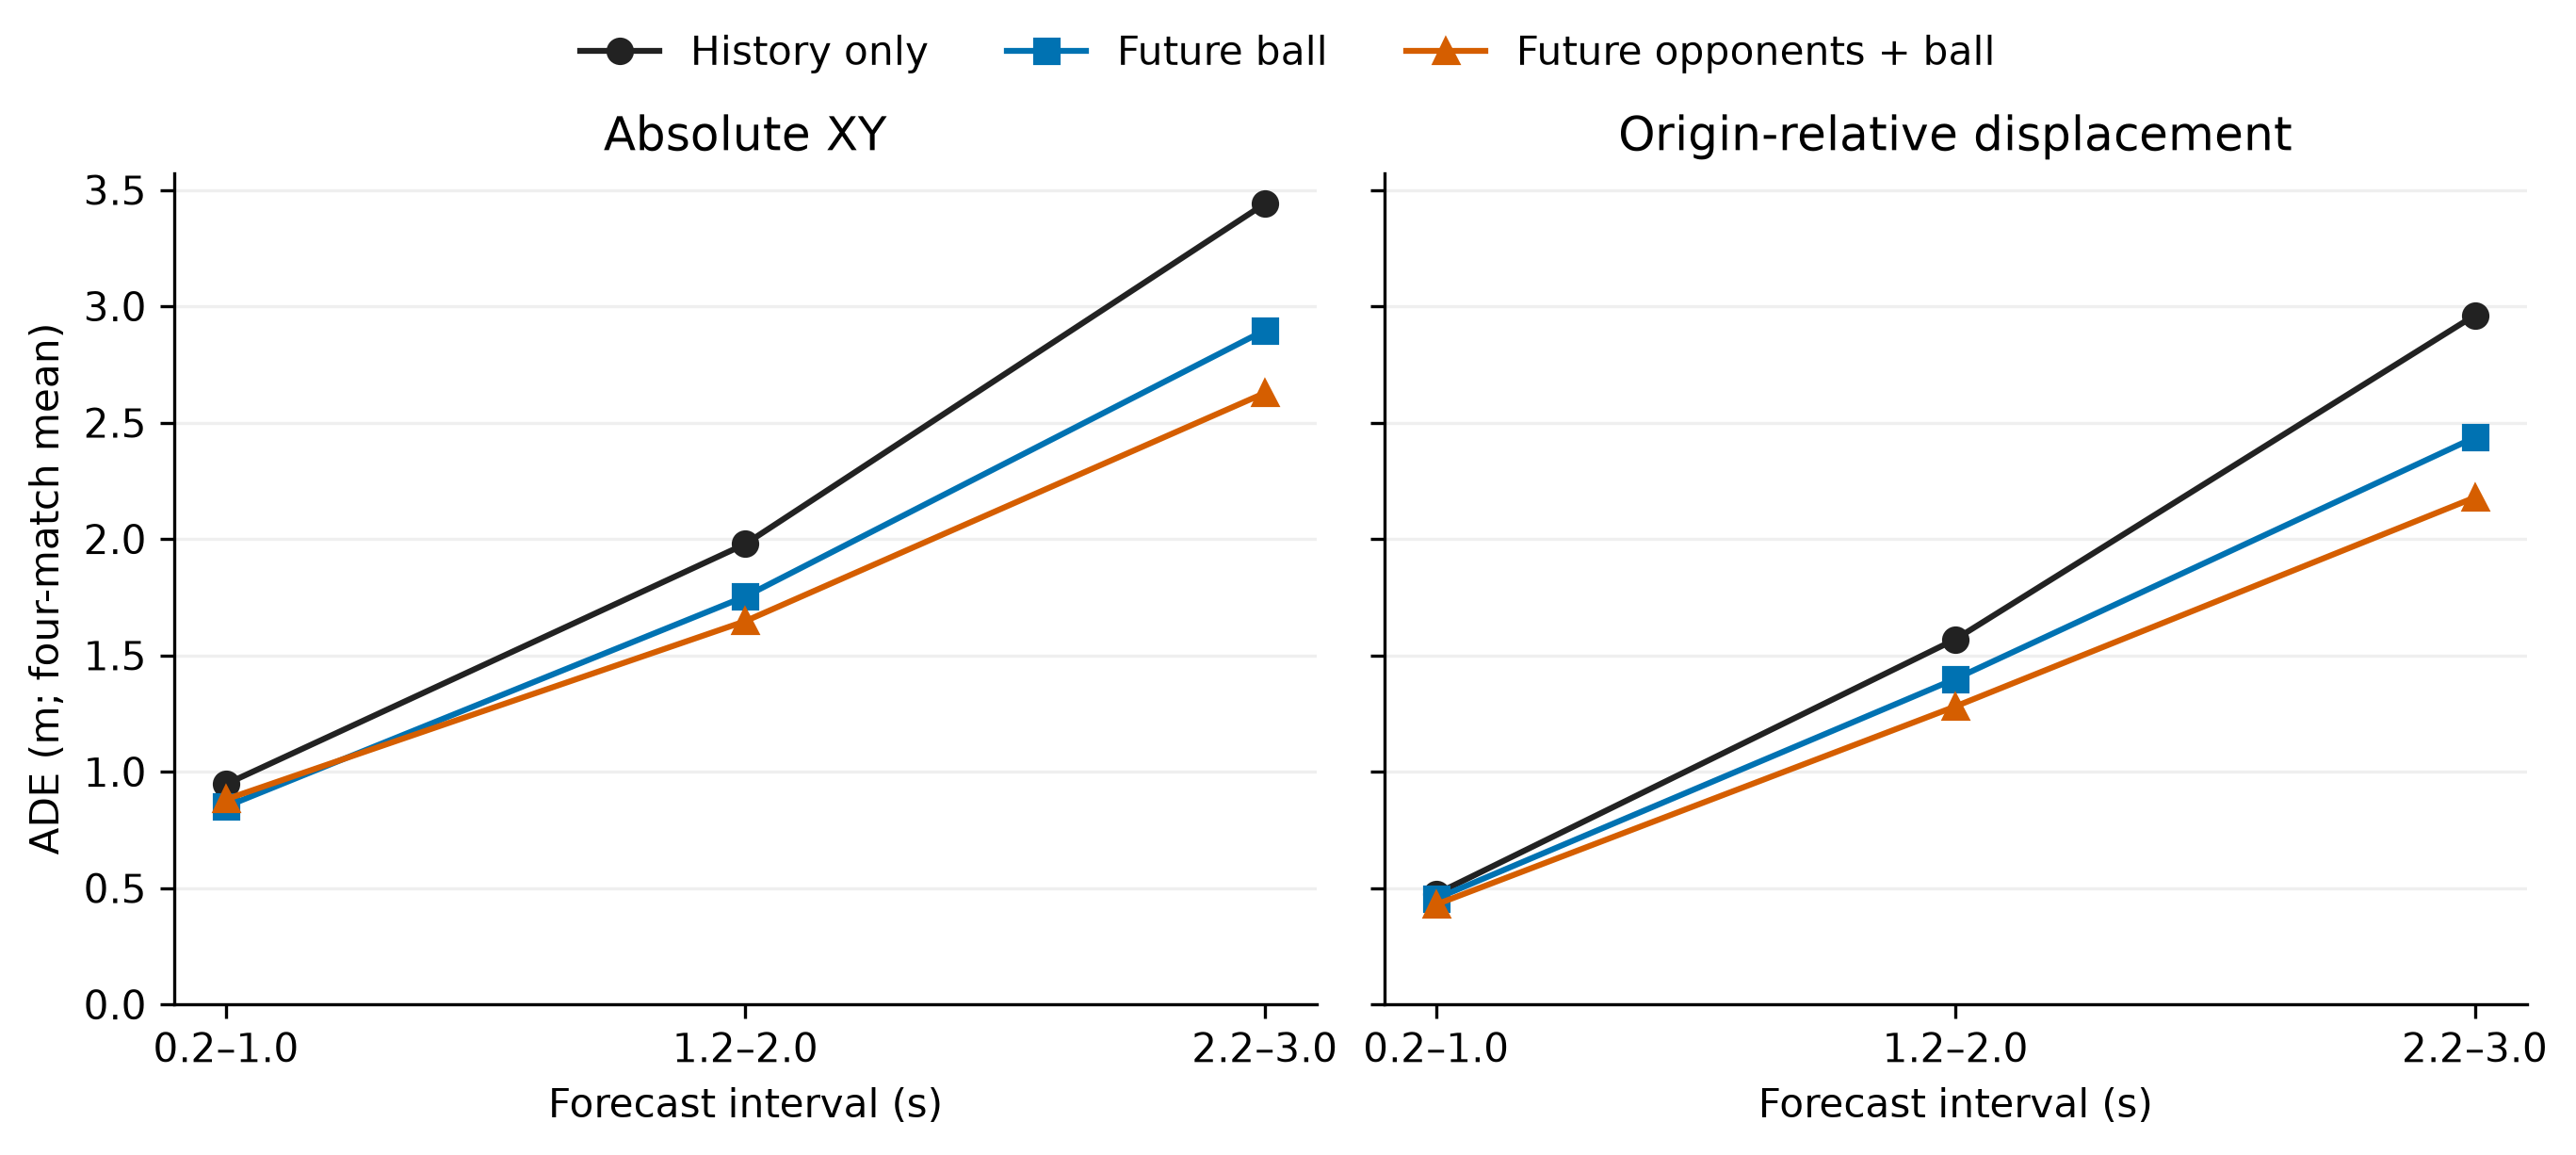 History only
Future ball
Future opponents + ball
Absolute XY
Origin-relative displacement
ADE (m; four-match mean)
3.5
3.0
2.5
2.0
1.5
1.0
0.5
0.0
0.2–1.0
1.2–2.0
2.2–3.0
0.2–1.0
1.2–2.0
2.2–3.0
Forecast interval (s)
Forecast interval (s)